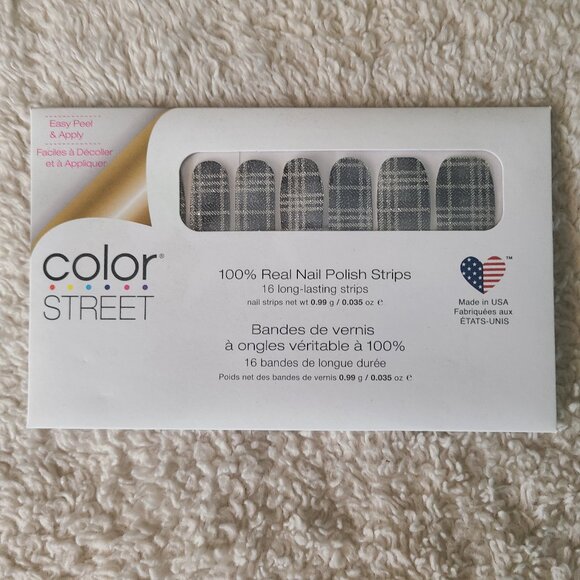 Easy Peel
& Apply
Faciles à Décoller
et à Appliquer
color®
STREET
100% Real Nail Polish Strips
16 long-lasting strips
nail strips net wt 0.99 g / 0.035 oz ℮
Bandes de vernis
à ongles véritable à 100%
16 bandes de longue durée
Poids net des bandes de vernis 0.99 g / 0.035 oz ℮
™
Made in USA
Fabriquées aux
ÉTATS-UNIS